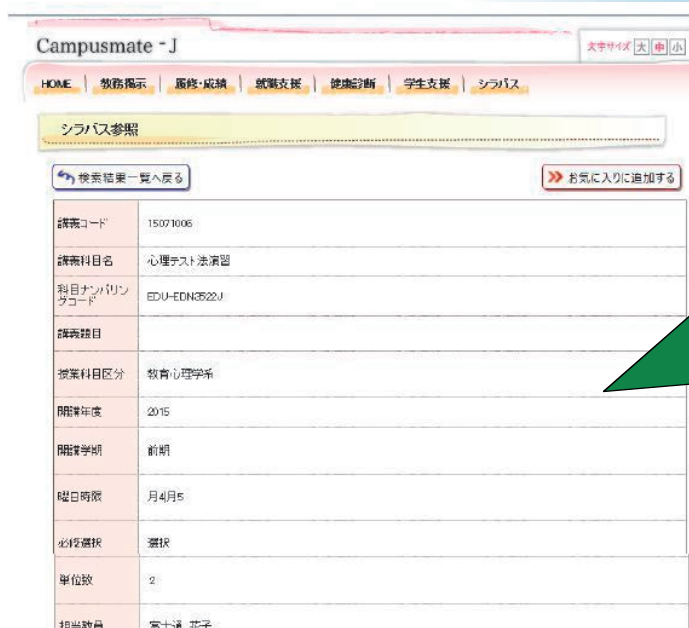 Campusmate - J
文字サイズ 大 中 小
HOME 教務掲示 履修・成績 就職支援 健康診断 学生支援 シラバス
シラバス参照
検索結果一覧へ戻る お気に入りに追加する
講義コード 15071006
講義科目名 心理テスト法演習
科目ナンバリン
グコード EDU-EDN3522J
講義題目
授業科目区分 教育心理学系
開講年度 2015
開講学期 前期
曜日時限 月4月5
必修選択 選択
単位数 2
担当教員 富士通 花子